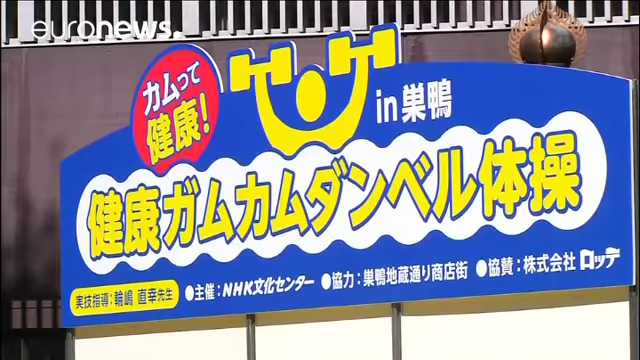 euronews.
カムって
健康!
in巣鴨
健康ガムカムダンベル体操
実技指導:輪嶋 直幸先生 ●主催:NHK文化センター ●協力:巣鴨地蔵通り商店街 ●協賛:株式会社 ロッテ